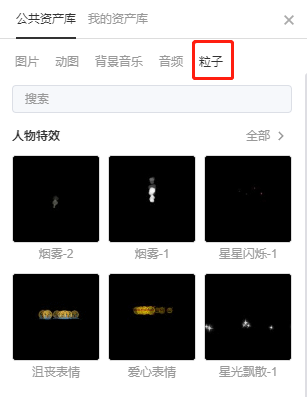 公共资产库 我的资产库
图片 动图 背景音乐 音频 粒子
搜索
人物特效 全部
烟雾-2 烟雾-1 星星闪烁-1
沮丧表情 爱心表情 星光飘散-1